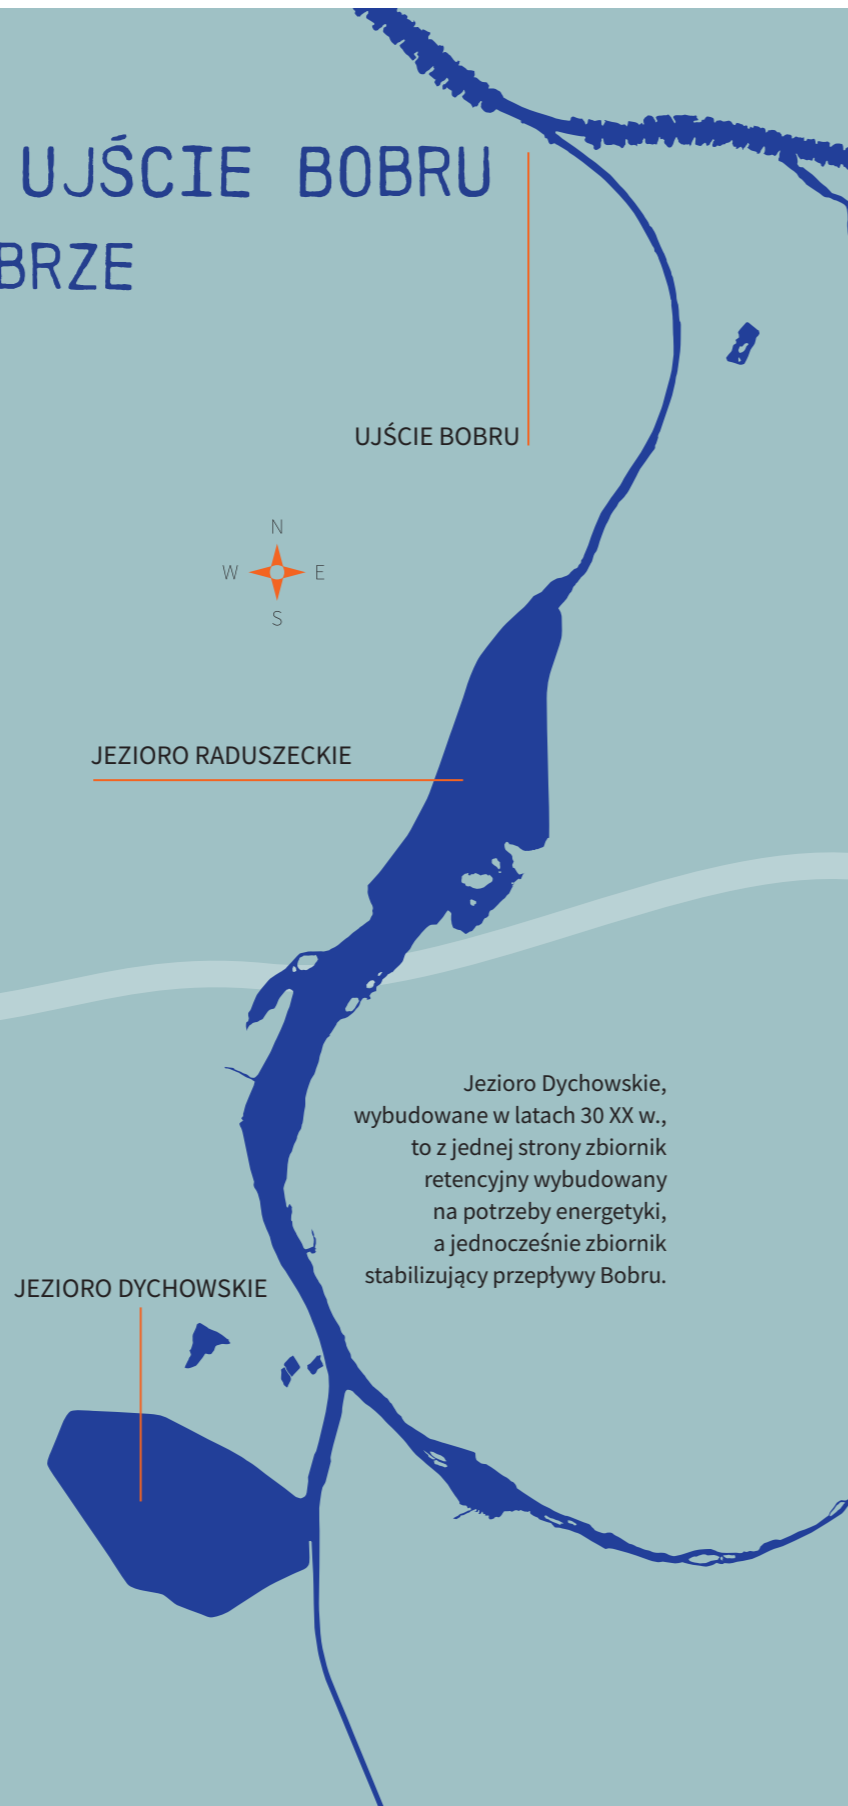 UJŚCIE BOBRU
BRZE
UJŚCIE BOBRU
N
W E
S
JEZIORO RADUSZECKIE
Jezioro Dychowskie,
wybudowane w latach 30 XX w.,
to z jednej strony zbiornik
retencyjny wybudowany
na potrzeby energetyki,
a jednocześnie zbiornik
stabilizujący przepływy Bobru.
JEZIORO DYCHOWSKIE